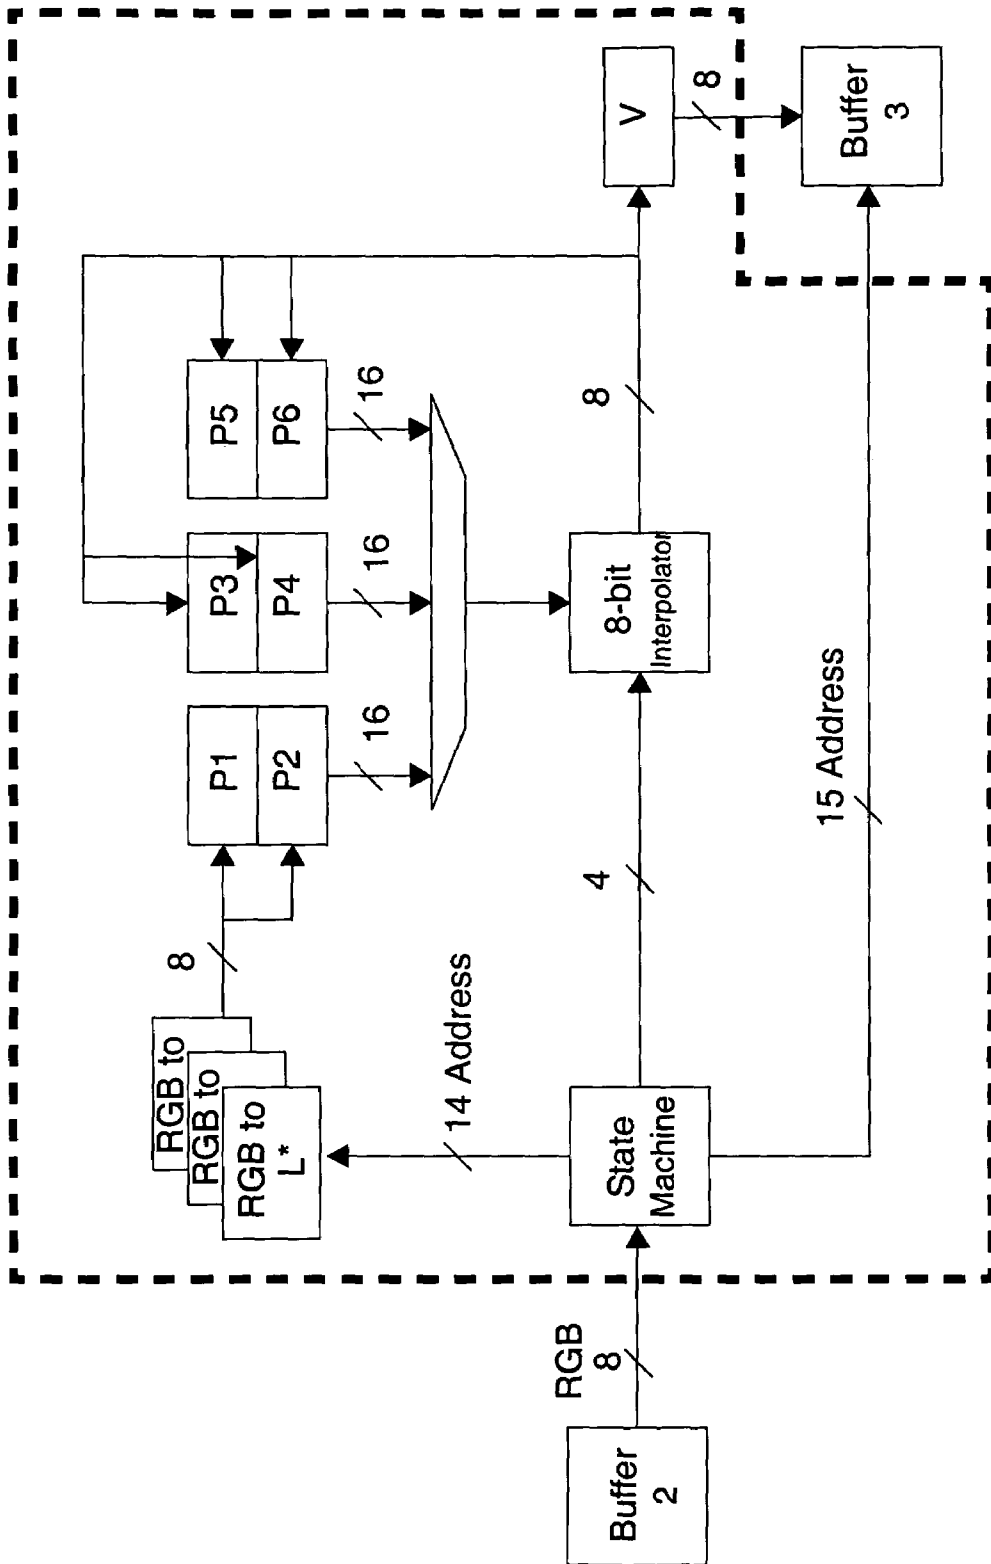 Buffer
2
RGB
8
State
Machine
14 Address
RGB to
RGB to
RGB to
L*
8
P1
P2
16
P3
P4
16
P5
P6
16
4
8-bit
Interpolator
8
15 Address
V
8
Buffer
3